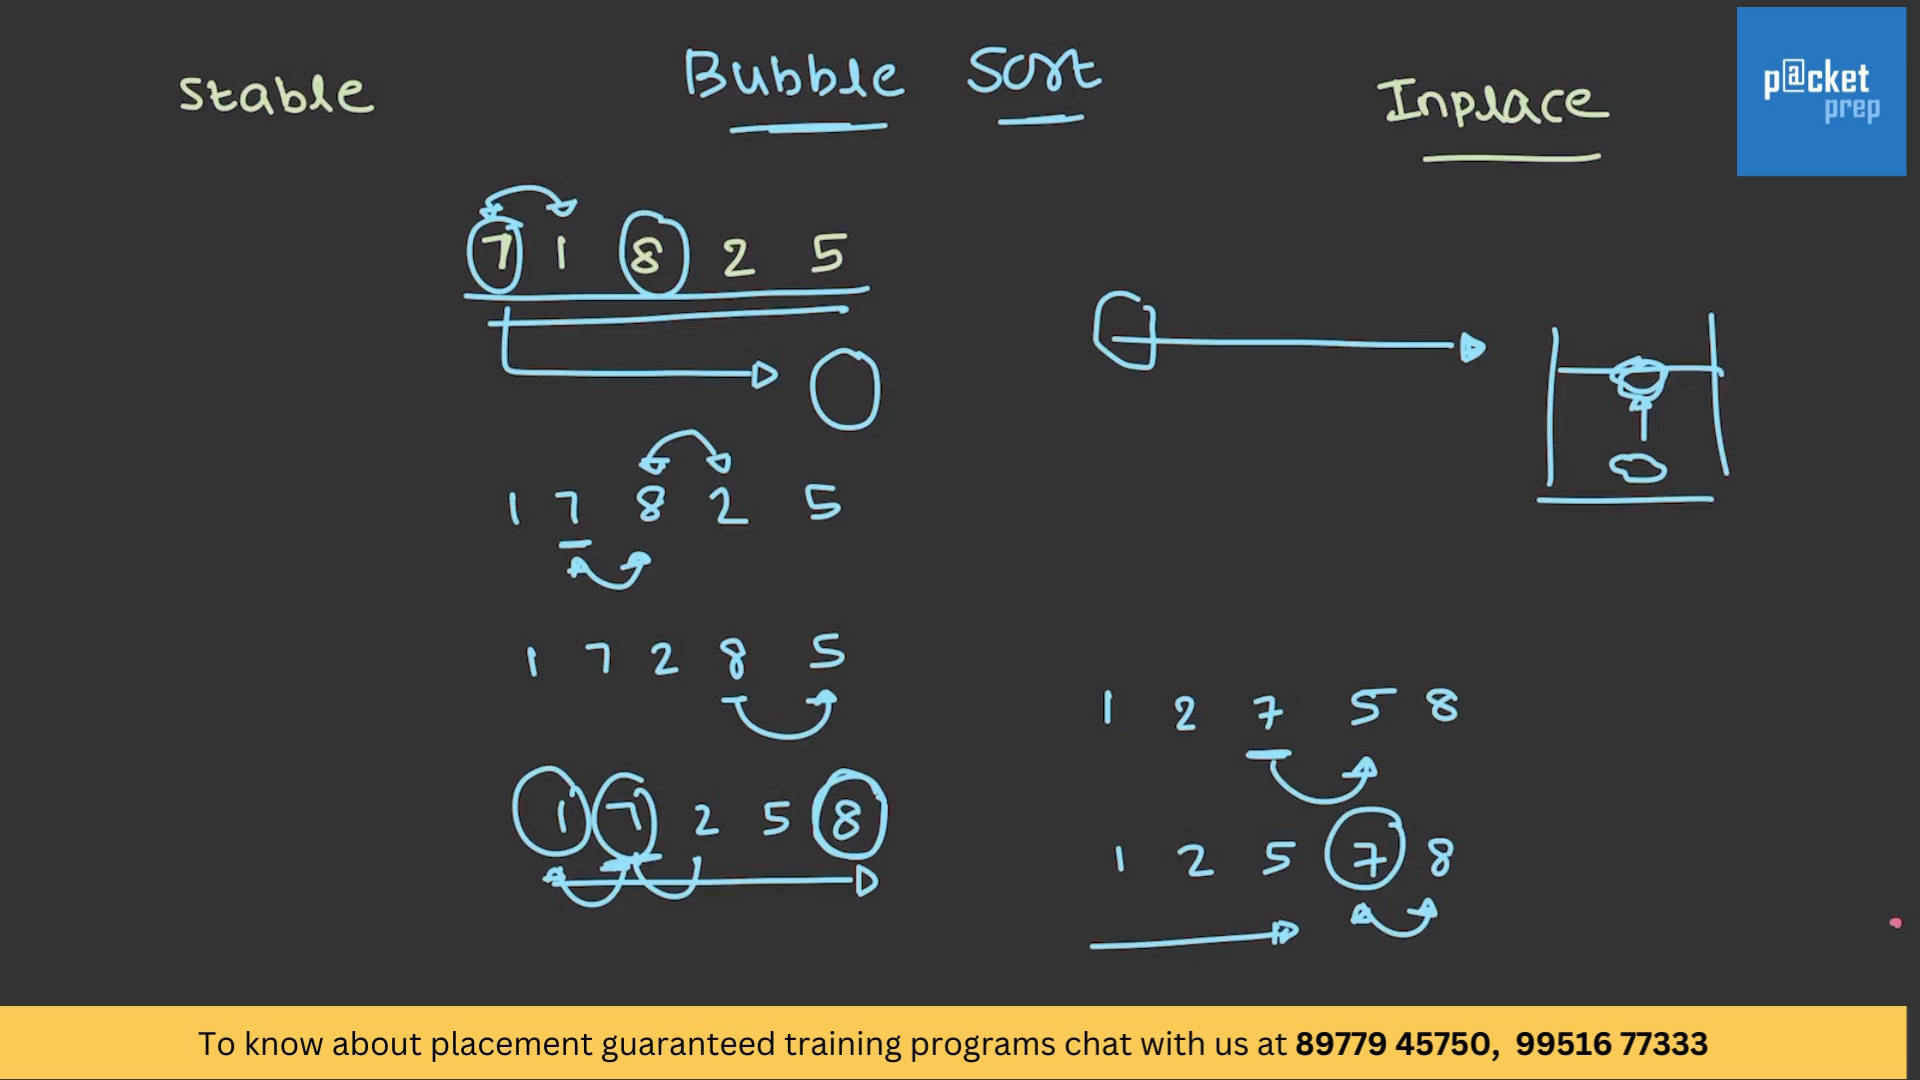 Stable
Bubble Sort
Inplace
p@cket
prep
7 1 8 2 5
1 7 8 2 5
1 7 2 8 5
1 7 2 5 8
1 2 7 5 8
1 2 5 7 8
To know about placement guaranteed training programs chat with us at 89779 45750, 99516 77333